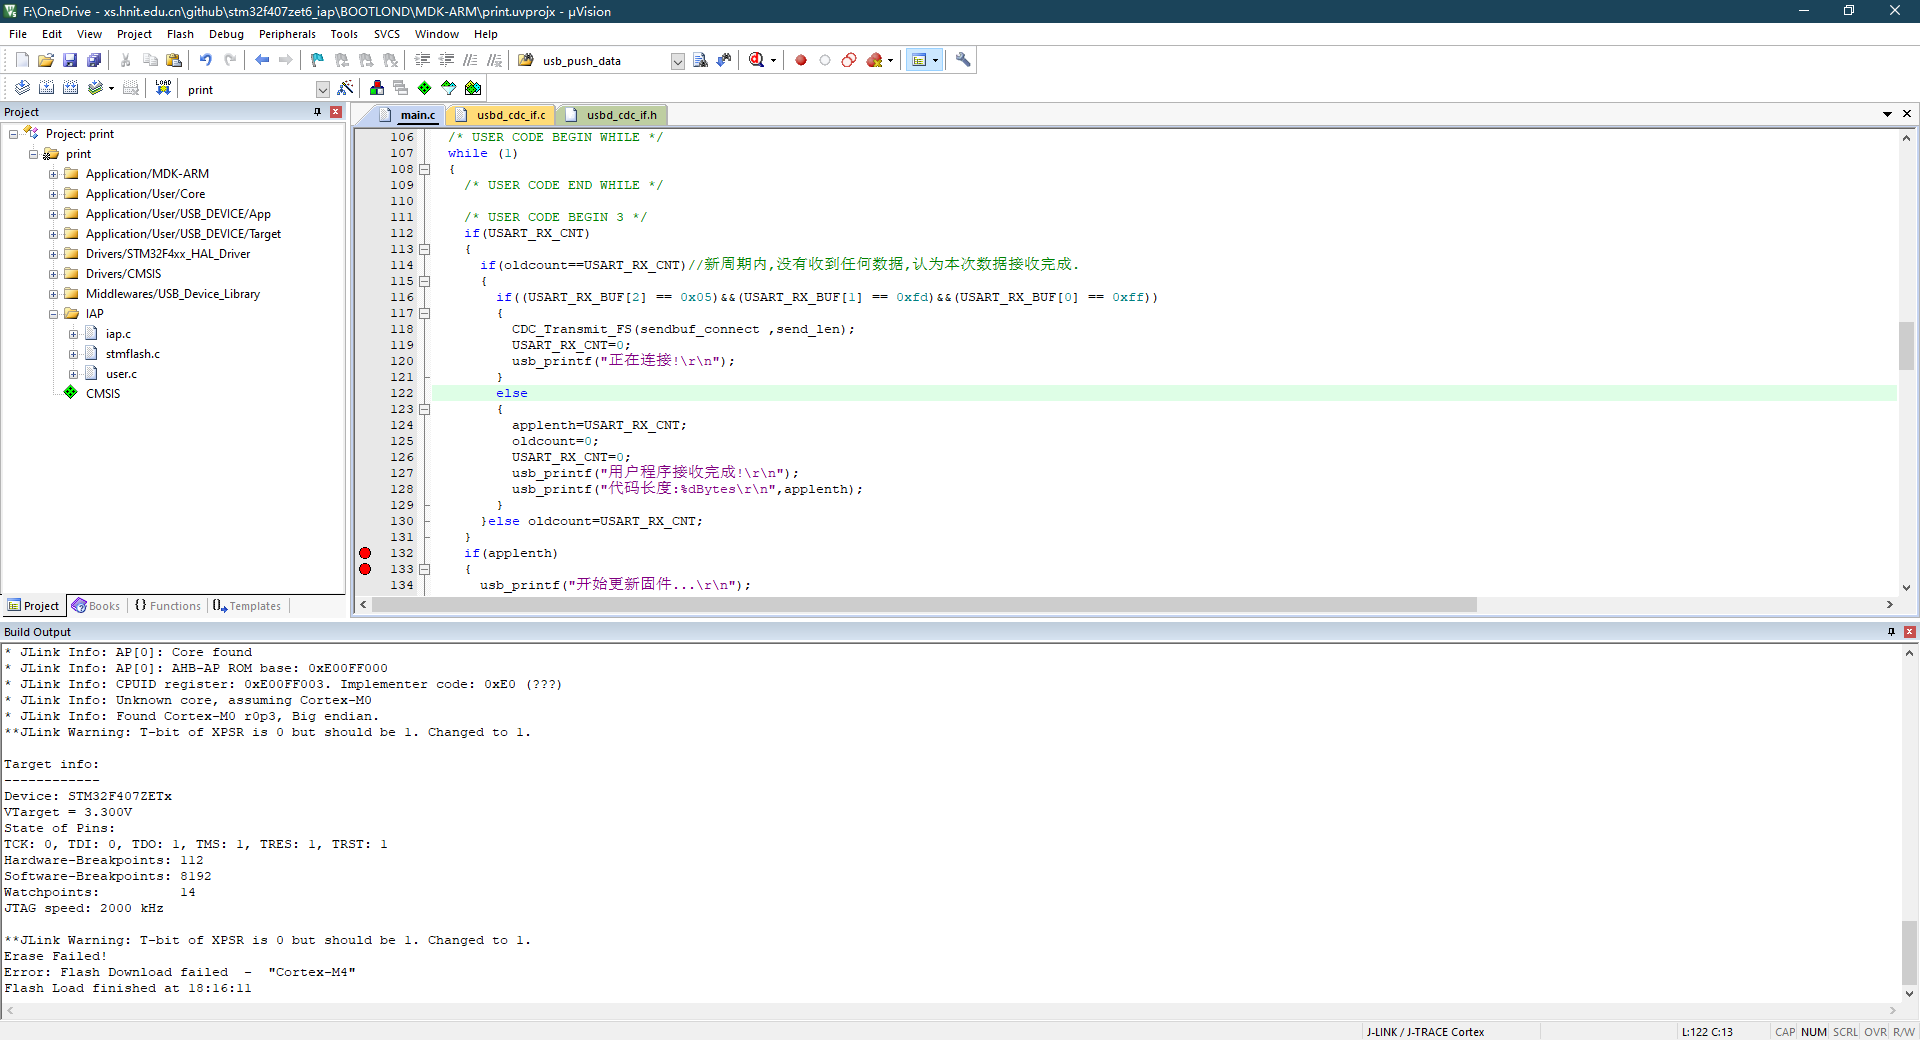 F:\OneDrive - xs.hnit.edu.cn\github\stm32f407zet6_iap\BOOTLOND\MDK-ARM\print.uvprojx - µVision
File Edit View Project Flash Debug Peripherals Tools SVCS Window Help
usb_push_data
LOAD print
Project
main.c usbd_cdc_if.c usbd_cdc_if.h
Project: print
print
Application/MDK-ARM
Application/User/Core
Application/User/USB_DEVICE/App
Application/User/USB_DEVICE/Target
Drivers/STM32F4xx_HAL_Driver
Drivers/CMSIS
Middlewares/USB_Device_Library
IAP
iap.c
stmflash.c
user.c
CMSIS
Project Books {} Functions Templates
106 /* USER CODE BEGIN WHILE */
107 while (1)
108 {
109 /* USER CODE END WHILE */
110
111 /* USER CODE BEGIN 3 */
112 if(USART_RX_CNT)
113 {
114 if(oldcount==USART_RX_CNT)//新周期内,没有收到任何数据,认为本次数据接收完成.
115 {
116 if((USART_RX_BUF[2] == 0x05)&&(USART_RX_BUF[1] == 0xfd)&&(USART_RX_BUF[0] == 0xff))
117 {
118 CDC_Transmit_FS(sendbuf_connect ,send_len);
119 USART_RX_CNT=0;
120 usb_printf("正在连接!\r\n");
121 }
122 else
123 {
124 applenth=USART_RX_CNT;
125 oldcount=0;
126 USART_RX_CNT=0;
127 usb_printf("用户程序接收完成!\r\n");
128 usb_printf("代码长度:%dBytes\r\n",applenth);
129 }
130 }else oldcount=USART_RX_CNT;
131 }
132 if(applenth)
133 {
134 usb_printf("开始更新固件...\r\n");
Build Output
* JLink Info: AP[0]: Core found
* JLink Info: AP[0]: AHB-AP ROM base: 0xE00FF000
* JLink Info: CPUID register: 0xE00FF003. Implementer code: 0xE0 (???)
* JLink Info: Unknown core, assuming Cortex-M0
* JLink Info: Found Cortex-M0 r0p3, Big endian.
**JLink Warning: T-bit of XPSR is 0 but should be 1. Changed to 1.
Target info:
------------
Device: STM32F407ZETx
VTarget = 3.300V
State of Pins:
TCK: 0, TDI: 0, TDO: 1, TMS: 1, TRES: 1, TRST: 1
Hardware-Breakpoints: 112
Software-Breakpoints: 8192
Watchpoints: 14
JTAG speed: 2000 kHz
**JLink Warning: T-bit of XPSR is 0 but should be 1. Changed to 1.
Erase Failed!
Error: Flash Download failed - "Cortex-M4"
Flash Load finished at 18:16:11
J-LINK / J-TRACE Cortex L:122 C:13 CAP NUM SCRL OVR R/W